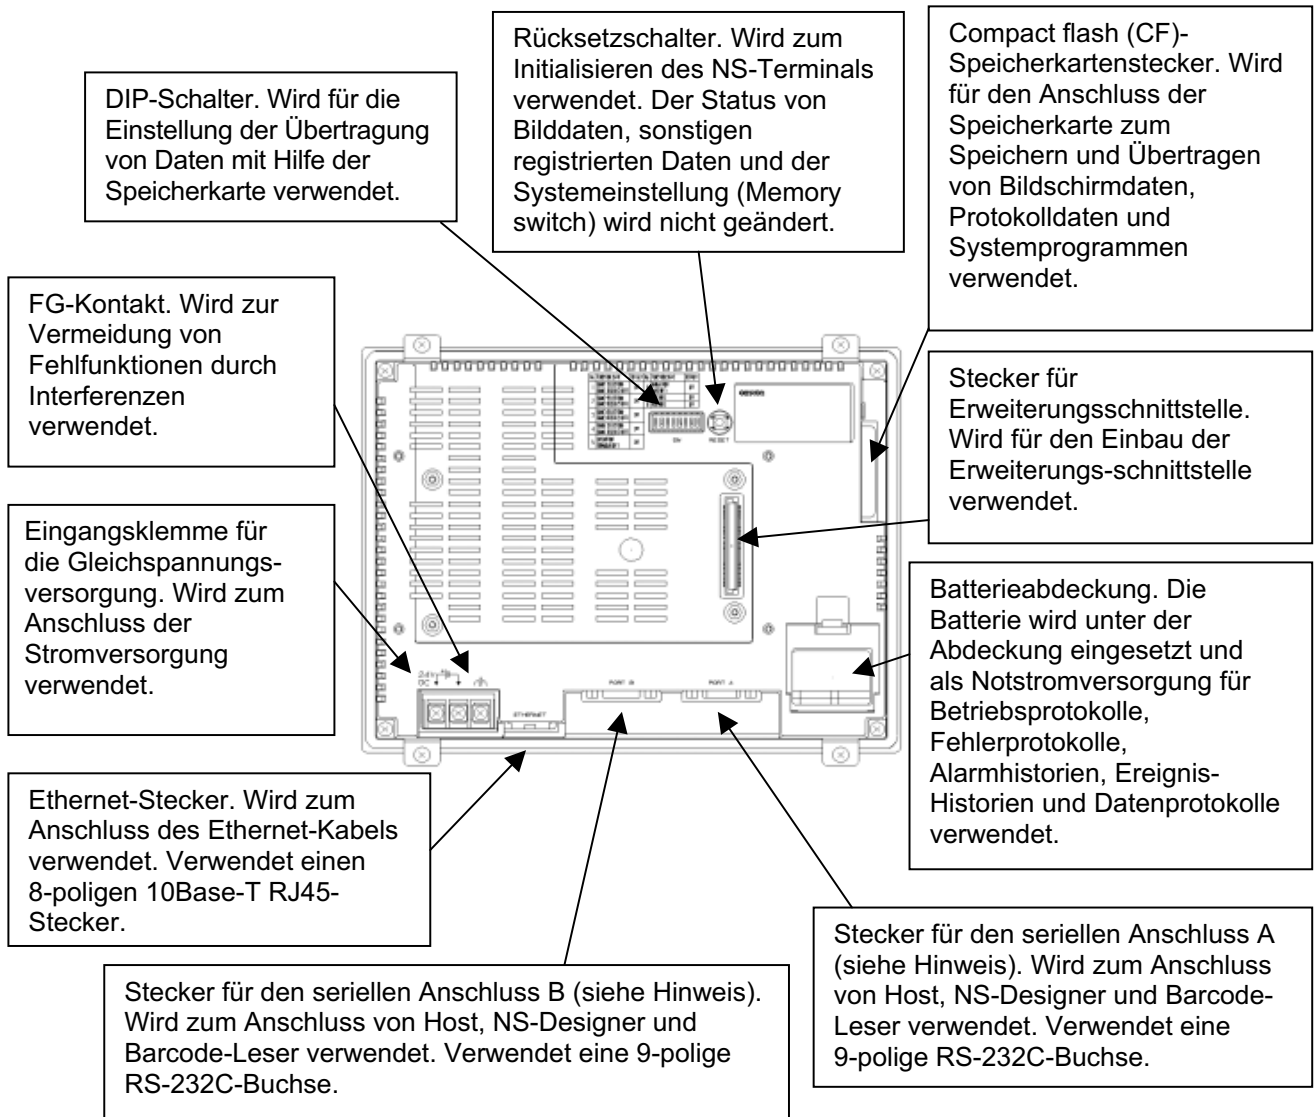 DIP-Schalter. Wird für die
Einstellung der Übertragung
von Daten mit Hilfe der
Speicherkarte verwendet.
Rücksetzschalter. Wird zum
Initialisieren des NS-Terminals
verwendet. Der Status von
Bilddaten, sonstigen
registrierten Daten und der
Systemeinstellung (Memory
switch) wird nicht geändert.
Compact flash (CF)-
Speicherkartenstecker. Wird
für den Anschluss der
Speicherkarte zum
Speichern und Übertragen
von Bildschirmdaten,
Protokolldaten und
Systemprogrammen
verwendet.
FG-Kontakt. Wird zur
Vermeidung von
Fehlfunktionen durch
Interferenzen
verwendet.
Stecker für
Erweiterungsschnittstelle.
Wird für den Einbau der
Erweiterungs-schnittstelle
verwendet.
Eingangsklemme für
die Gleichspannungs-
versorgung. Wird zum
Anschluss der
Stromversorgung
verwendet.
Batterieabdeckung. Die
Batterie wird unter der
Abdeckung eingesetzt und
als Notstromversorgung für
Betriebsprotokolle,
Fehlerprotokolle,
Alarmhistorien, Ereignis-
Historien und Datenprotokolle
verwendet.
RESET
24V
DC
ETHERNET
PORT B
PORT A
Ethernet-Stecker. Wird zum
Anschluss des Ethernet-Kabels
verwendet. Verwendet einen
8-poligen 10Base-T RJ45-
Stecker.
Stecker für den seriellen Anschluss B (siehe Hinweis).
Wird zum Anschluss von Host, NS-Designer und
Barcode-Leser verwendet. Verwendet eine 9-polige
RS-232C-Buchse.
Stecker für den seriellen Anschluss A
(siehe Hinweis). Wird zum Anschluss
von Host, NS-Designer und Barcode-
Leser verwendet. Verwendet eine
9-polige RS-232C-Buchse.